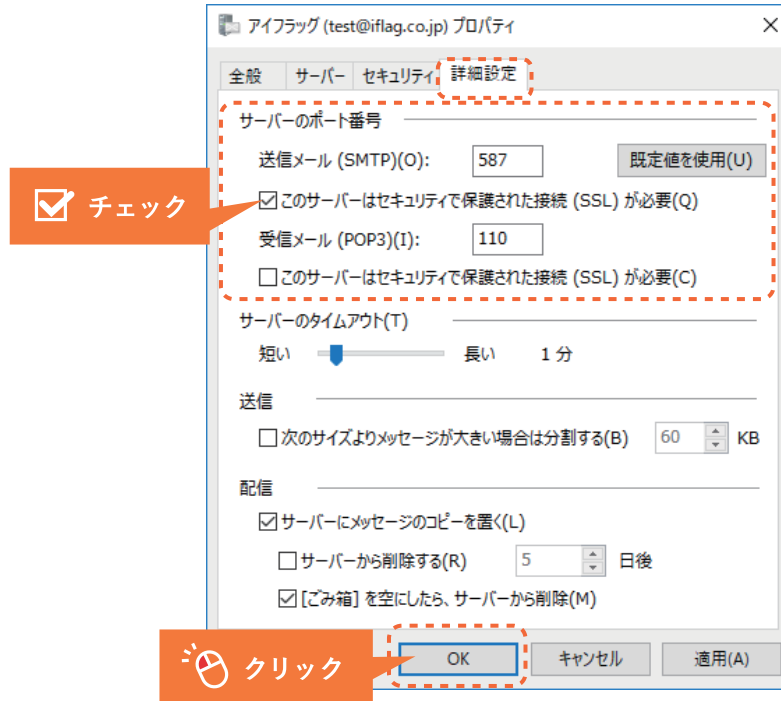 アイフラッグ (test@iflag.co.jp) プロパティ
全般 サーバー セキュリティ 詳細設定
サーバーのポート番号
送信メール (SMTP)(O): 587 既定値を使用(U)
チェック
このサーバーはセキュリティで保護された接続 (SSL) が必要(Q)
受信メール (POP3)(I): 110
このサーバーはセキュリティで保護された接続 (SSL) が必要(C)
サーバーのタイムアウト(T)
短い 長い 1 分
送信
次のサイズよりメッセージが大きい場合は分割する(B) 60 KB
配信
サーバーにメッセージのコピーを置く(L)
サーバーから削除する(R) 5 日後
[ごみ箱] を空にしたら、サーバーから削除(M)
クリック
OK キャンセル 適用(A)